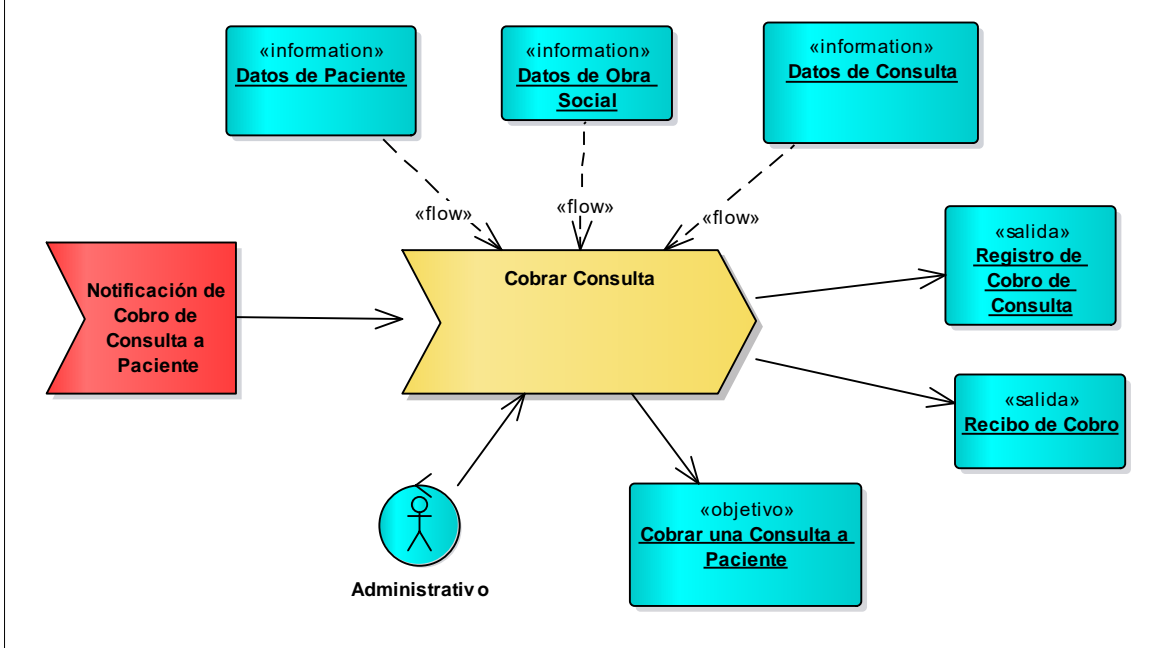 «information»
Datos de Paciente
«information»
Datos de Obra
Social
«information»
Datos de Consulta
«flow»
«flow»
«flow»
Notificación de
Cobro de
Consulta a
Paciente
Cobrar Consulta
«salida»
Registro de
Cobro de
Consulta
«salida»
Recibo de Cobro
Administrativo
«objetivo»
Cobrar una Consulta a
Paciente